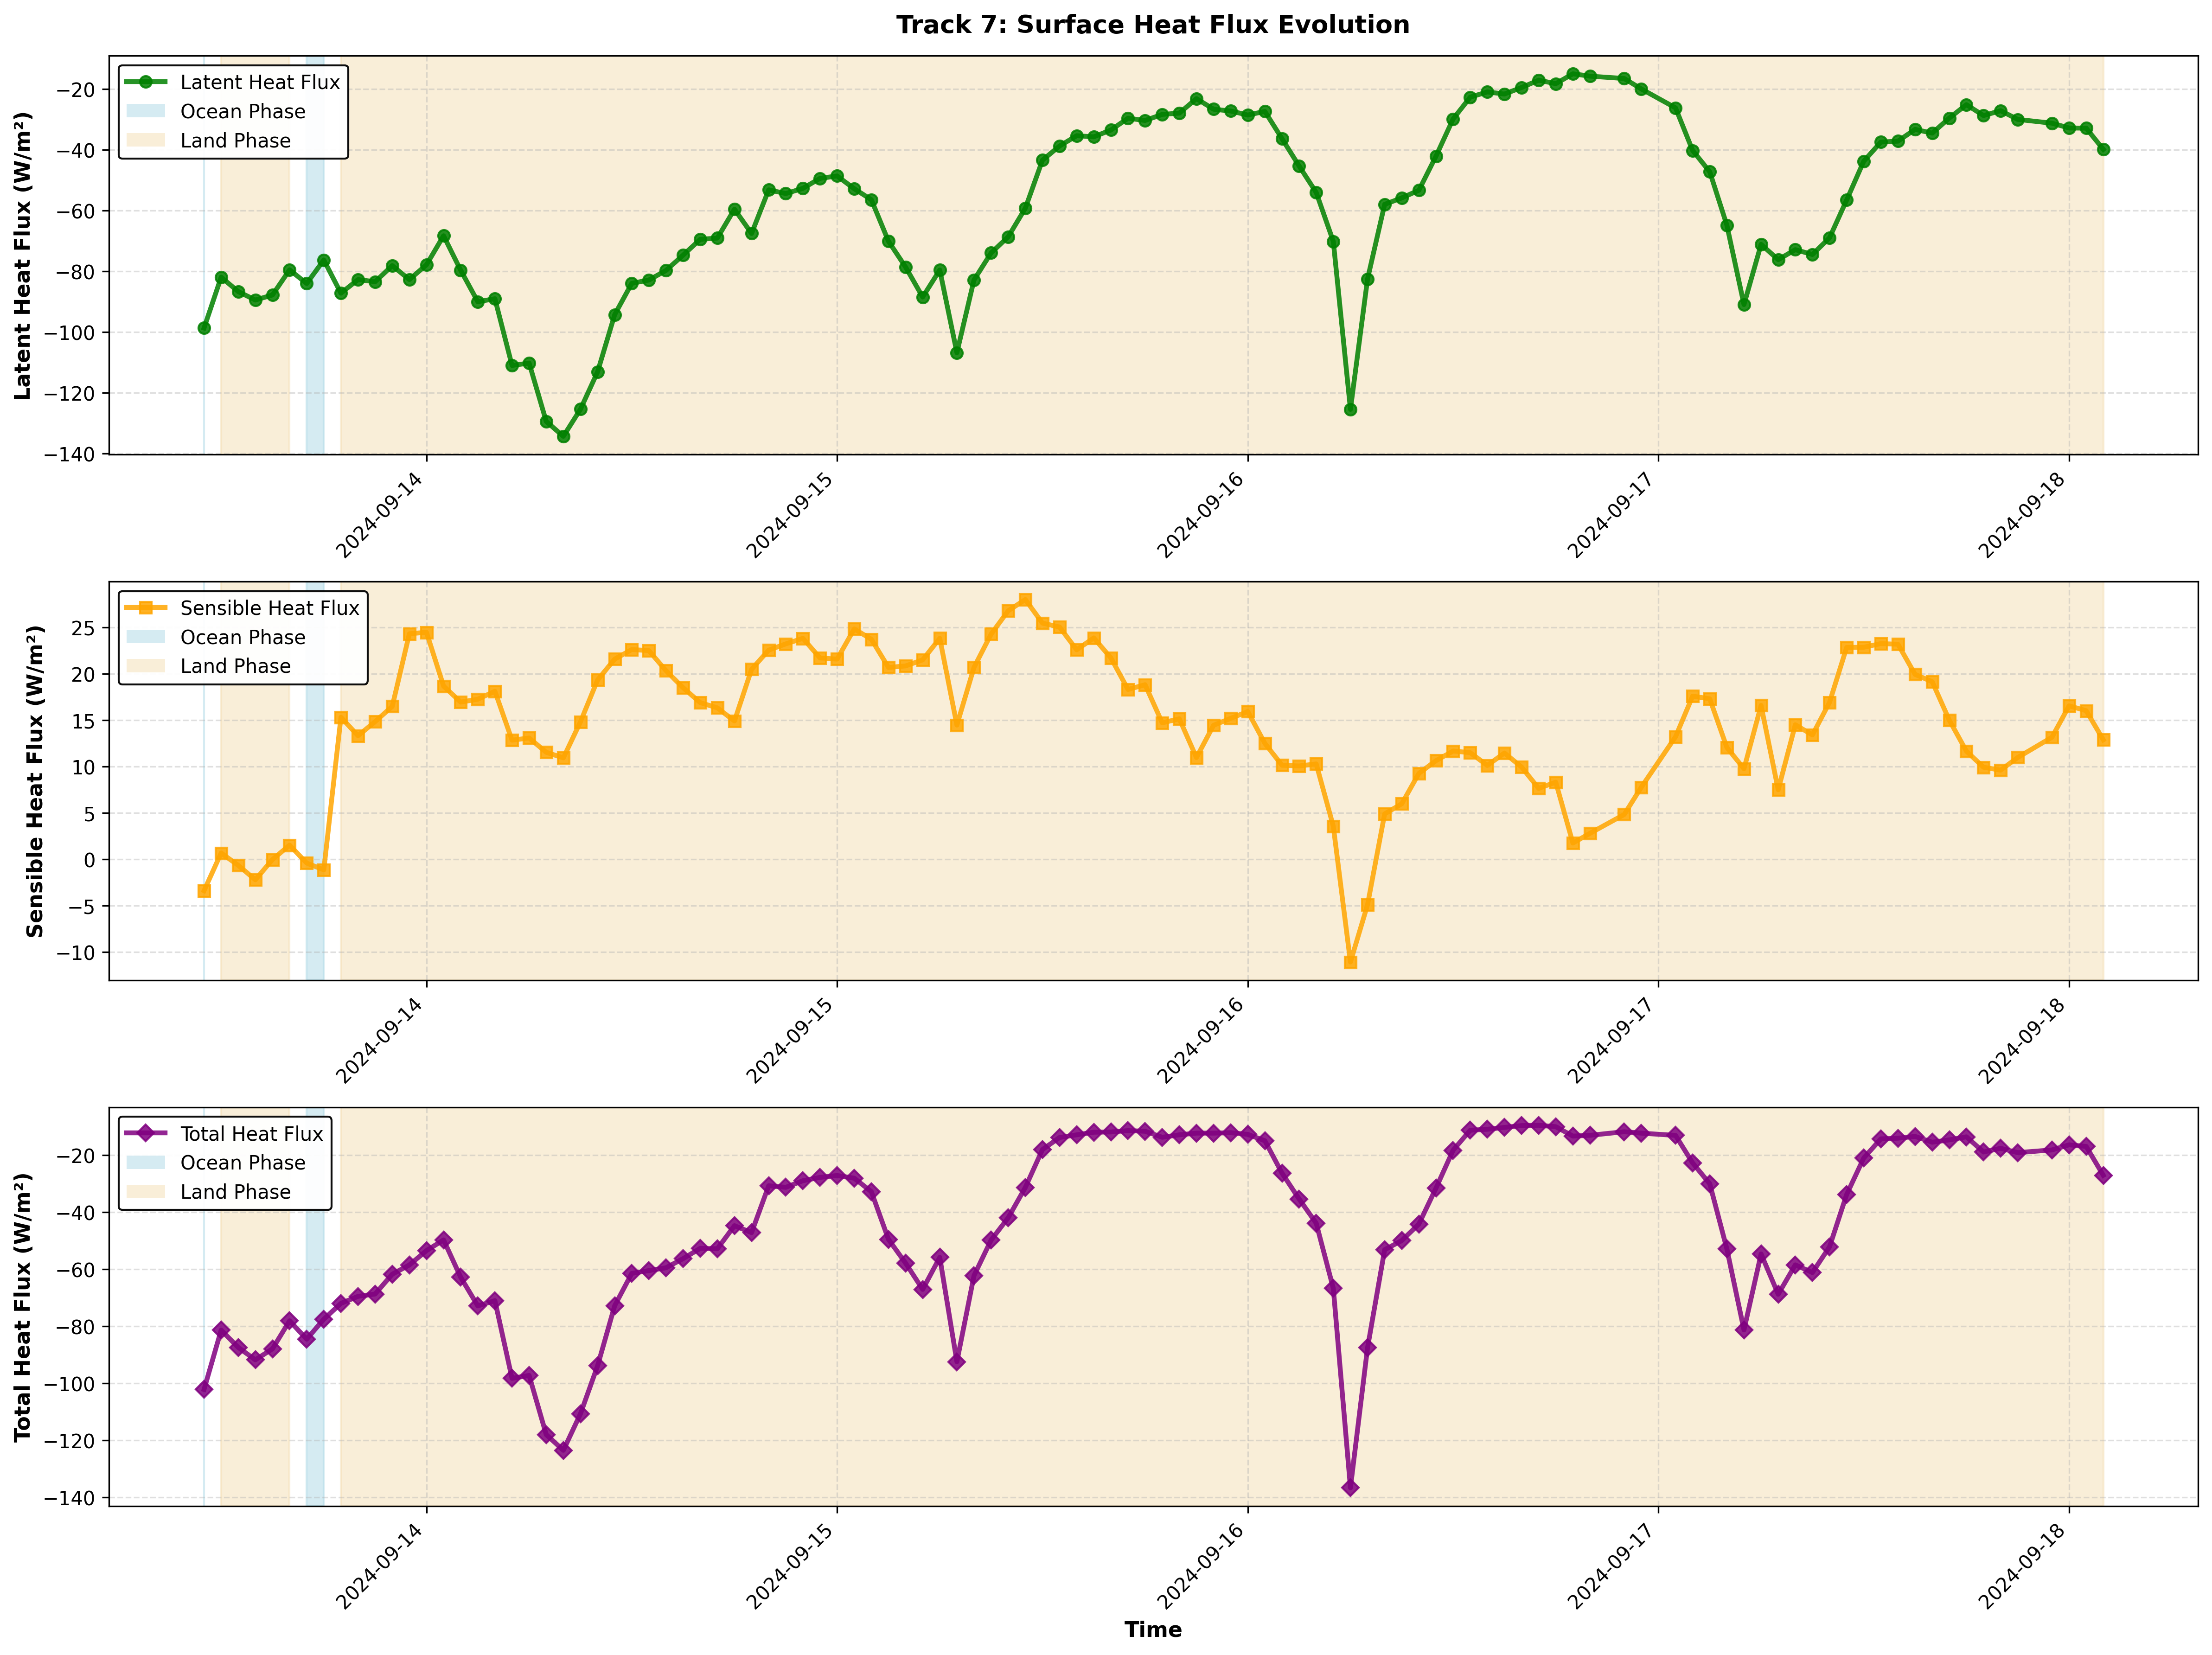 Track 7: Surface Heat Flux Evolution
Latent Heat Flux (W/m²)
−20
−40
−60
−80
−100
−120
−140
Latent Heat Flux
Ocean Phase
Land Phase
2024-09-14
2024-09-15
2024-09-16
2024-09-17
2024-09-18
Sensible Heat Flux (W/m²)
25
20
15
10
5
0
−5
−10
Sensible Heat Flux
Ocean Phase
Land Phase
2024-09-14
2024-09-15
2024-09-16
2024-09-17
2024-09-18
Total Heat Flux (W/m²)
−20
−40
−60
−80
−100
−120
−140
Total Heat Flux
Ocean Phase
Land Phase
2024-09-14
2024-09-15
2024-09-16
2024-09-17
2024-09-18
Time